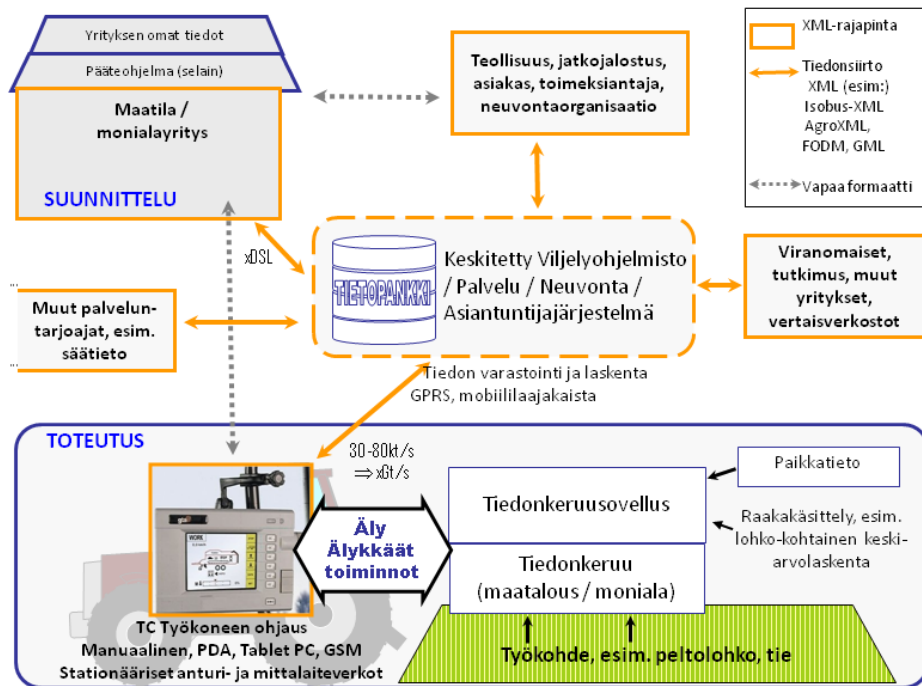 Yrityksen omat tiedot
Pääteohjelma (selain)
Maatila /
monialayritys
SUUNNITTELU
Teollisuus, jatkojalostus,
asiakas, toimeksiantaja,
neuvontaorganisaatio
XML-rajapinta
Tiedonsiirto
XML (esim:)
Isobus-XML
AgroXML,
FODM, GML
Vapaa formaatti
xDSL
TIETOPANKKI
Keskitetty Viljelyohjelmisto
/ Palvelu / Neuvonta /
Asiantuntijajärjestelmä
Viranomaiset,
tutkimus, muut
yritykset,
vertaisverkostot
Muut palvelun-
tarjoajat, esim.
säätieto
Tiedon varastointi ja laskenta
GPRS, mobiililaajakaista
TOTEUTUS
30-80kt/s
⇒ xGt/s
WORK
Äly
Älykkäät
toiminnot
Tiedonkeruusovellus
Tiedonkeruu
(maatalous / moniala)
Paikkatieto
Raakakäsittely, esim.
lohko-kohtainen keski-
arvolaskenta
TC Työkoneen ohjaus
Manuaalinen, PDA, Tablet PC, GSM
Stationääriset anturi- ja mittalaiteverkot
Työkohde, esim. peltolohko, tie